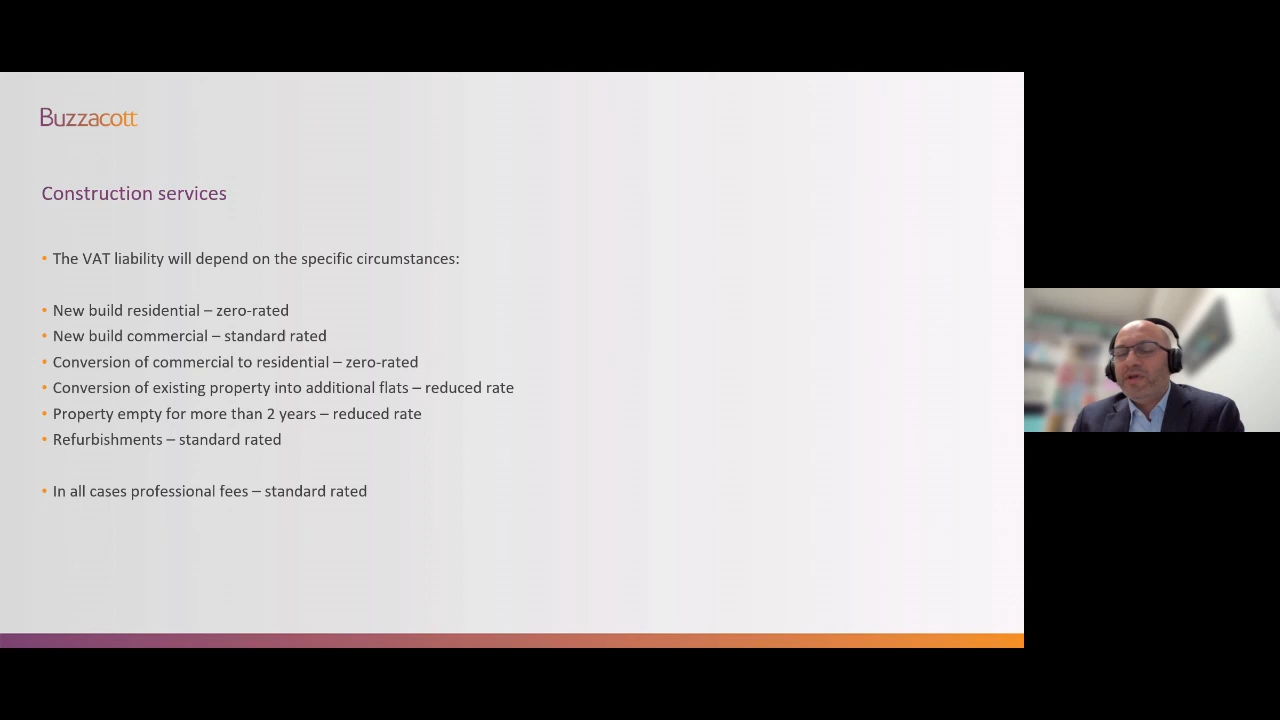 Buzzacott
Construction services
• The VAT liability will depend on the specific circumstances:
• New build residential – zero-rated
• New build commercial – standard rated
• Conversion of commercial to residential – zero-rated
• Conversion of existing property into additional flats – reduced rate
• Property empty for more than 2 years – reduced rate
• Refurbishments – standard rated
• In all cases professional fees – standard rated